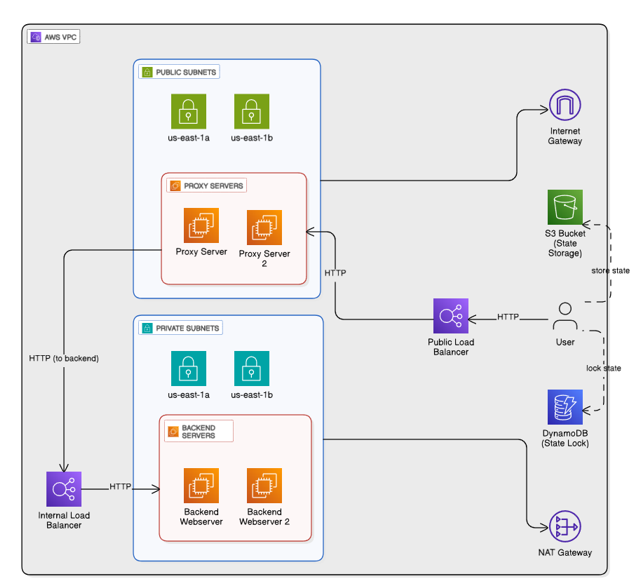 AWS VPC
PUBLIC SUBNETS
us-east-1a
us-east-1b
Internet
Gateway
PROXY SERVERS
Proxy Server
Proxy Server
2
S3 Bucket
(State
Storage)
store state
HTTP
HTTP
Public Load
Balancer
User
PRIVATE SUBNETS
HTTP (to backend)
us-east-1a
us-east-1b
lock state
BACKEND
SERVERS
DynamoDB
(State Lock)
HTTP
Internal Load
Balancer
Backend
Webserver
Backend
Webserver 2
NAT Gateway